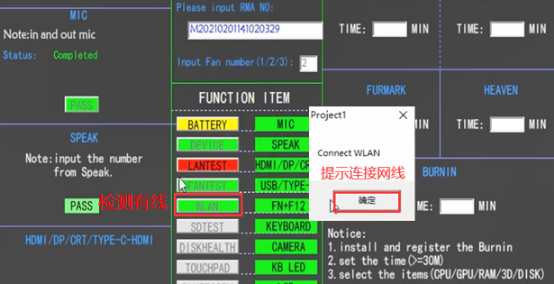 MIC
Note:in and out mic
Status: Completed
PASS
SPEAK
Note:input the number
from Speak.
PASS
检测有线
HDMI/DP/CRT/TYPE-C-HDMI
Please input RMA NO:
M20210201141020329
Input Fan number(1/2/3): 2
FUNCTION ITEM
BATTERY MIC
DEVICE SPEAK
LANTEST HDMI/DP/CR
FANTEST USB/TYPE-
WLAN FN+F12
SDTEST KEYBOARD
DISKHEALTH CAMERA
TOUCHPAD KB LED
Project1
Connect WLAN
提示连接网线
确定
TIME: MIN TIME: MIN
FURMARK HEAVEN
MIN TIME: MIN
BURNIN
ME: MIN
Notice:
1.install and register the Burnin
2.set the time(>=30M)
3.select the items(CPU/GPU/RAM/3D/DISK)